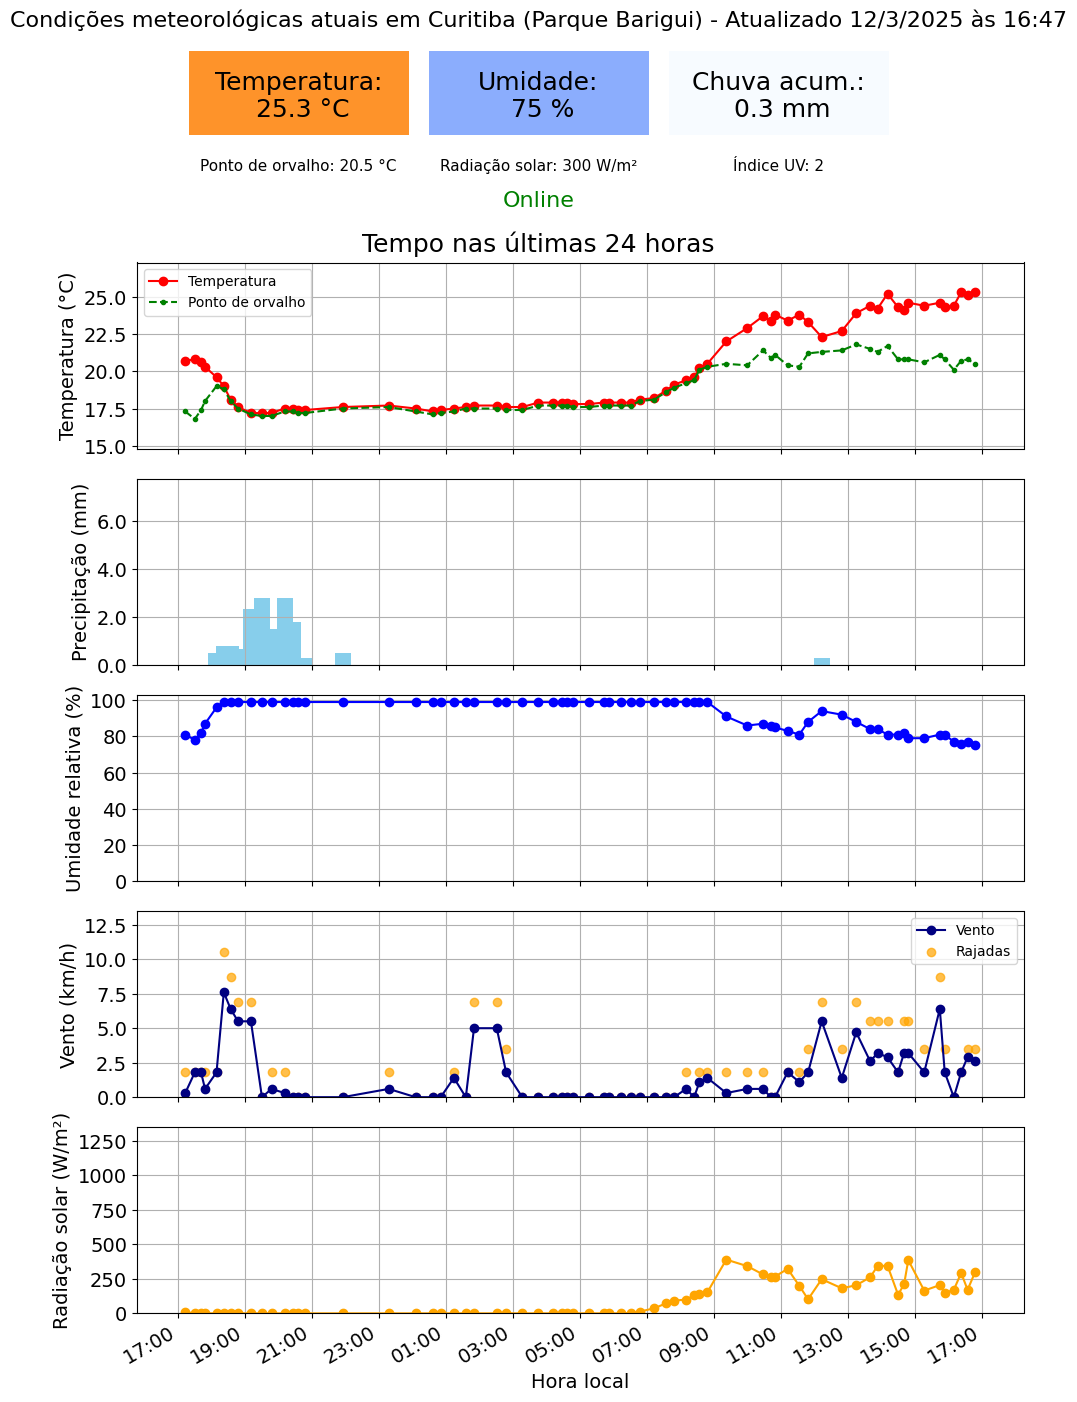 Condições meteorológicas atuais em Curitiba (Parque Barigui) - Atualizado 12/3/2025 às 16:47
Temperatura:
25.3 °C
Umidade:
75 %
Chuva acum.:
0.3 mm
Ponto de orvalho: 20.5 °C
Radiação solar: 300 W/m²
Índice UV: 2
Online
Tempo nas últimas 24 horas
Temperatura (°C)
25.0
22.5
20.0
17.5
15.0
Temperatura
Ponto de orvalho
Precipitação (mm)
6.0
4.0
2.0
0.0
Umidade relativa (%)
100
80
60
40
20
0
Vento (km/h)
12.5
10.0
7.5
5.0
2.5
0.0
Vento
Rajadas
Radiação solar (W/m²)
1250
1000
750
500
250
0
17:00
19:00
21:00
23:00
01:00
03:00
05:00
07:00
09:00
11:00
13:00
15:00
17:00
Hora local